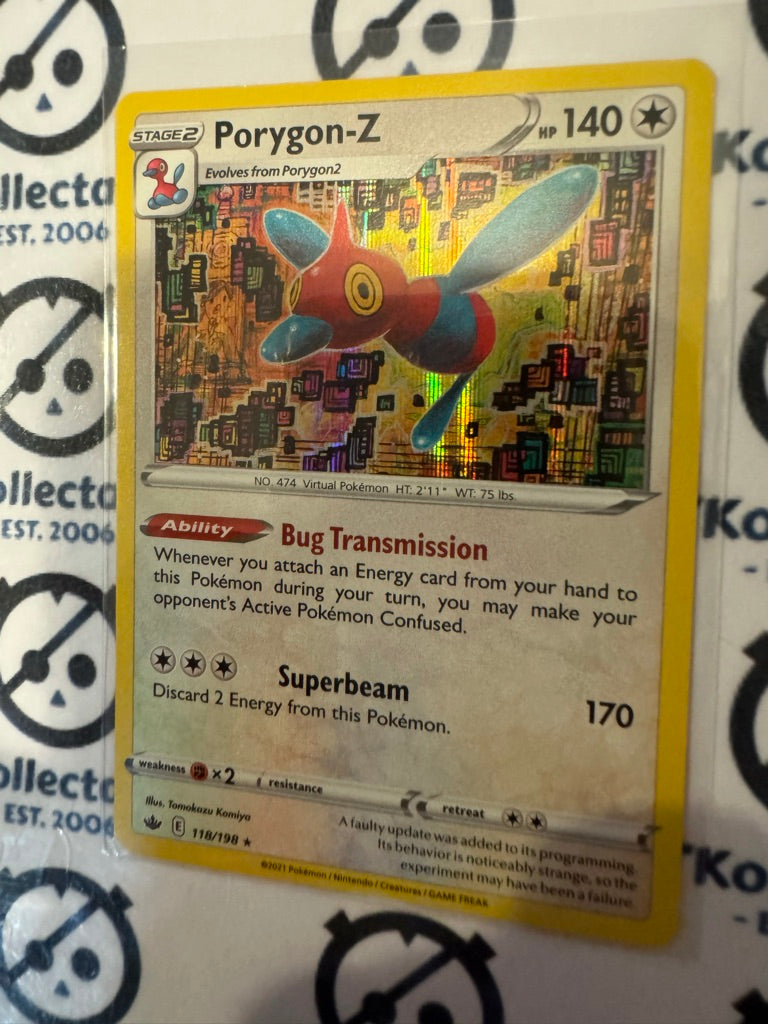 STAGE2 Porygon-Z HP 140
Evolves from Porygon2
NO. 474 Virtual Pokémon HT: 2'11" WT: 75 lbs.
Ability Bug Transmission
Whenever you attach an Energy card from your hand to
this Pokémon during your turn, you may make your
opponent's Active Pokémon Confused.
Superbeam 170
Discard 2 Energy from this Pokémon.
weakness ×2 resistance retreat
Illus. Tomokazu Komiya
E 118/198 ★
A faulty update was added to its programming.
Its behavior is noticeably strange, so the
experiment may have been a failure.
©2021 Pokémon / Nintendo / Creatures / GAME FREAK
llecta
EST. 2006
ollecta
EST. 2006
ollecta
EST. 2006
Ko
"Ko
"Ko